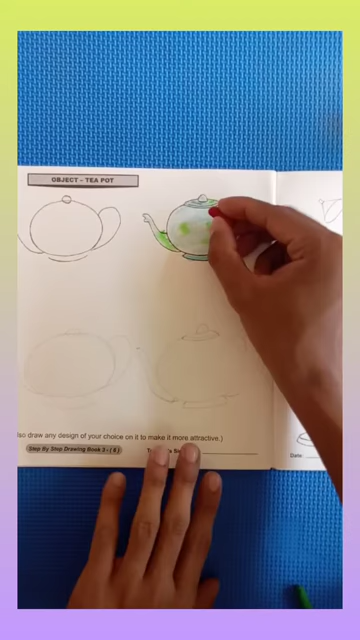 OBJECT – TEA POT
lso draw any design of your choice on it to make it more attractive.)
Step By Step Drawing Book 2 • ( 8 )
Date: